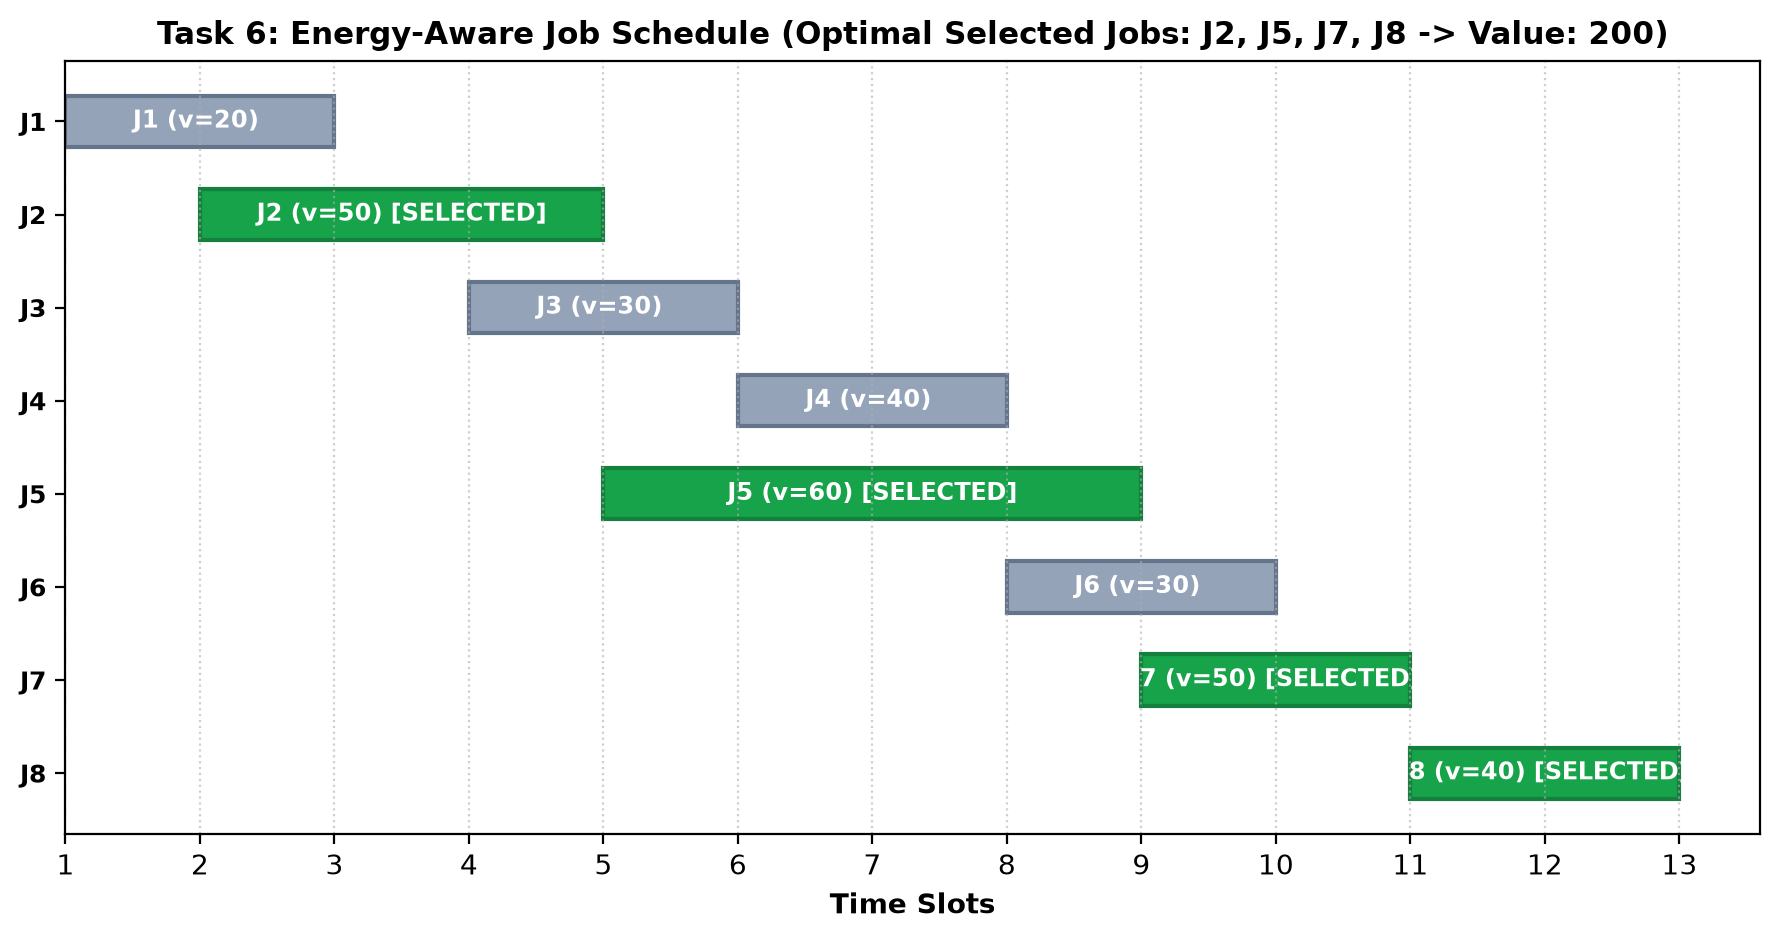 Task 6: Energy-Aware Job Schedule (Optimal Selected Jobs: J2, J5, J7, J8 -> Value: 200)
J1
J1 (v=20)
J2
J2 (v=50) [SELECTED]
J3
J3 (v=30)
J4
J4 (v=40)
J5
J5 (v=60) [SELECTED]
J6
J6 (v=30)
J7
7 (v=50) [SELECTED
J8
8 (v=40) [SELECTED
1 2 3 4 5 6 7 8 9 10 11 12 13
Time Slots